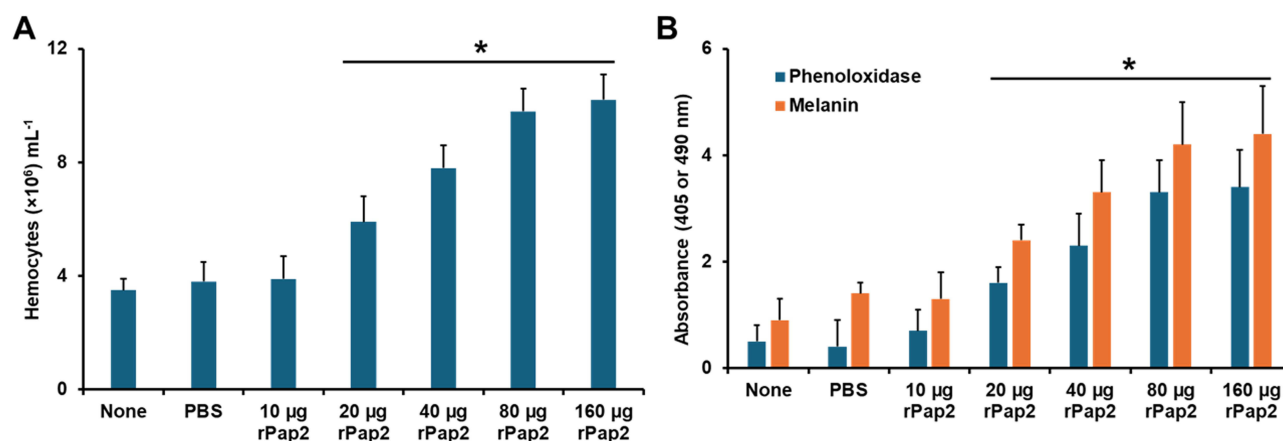 A
12
8
4
0
Hemocytes (×10⁶) mL⁻¹
*
None
PBS
10 µg
rPap2
20 µg
rPap2
40 µg
rPap2
80 µg
rPap2
160 µg
rPap2
B
6
4
2
0
Absorbance (405 or 490 nm)
Phenoloxidase
Melanin
*
None
PBS
10 µg
rPap2
20 µg
rPap2
40 µg
rPap2
80 µg
rPap2
160 µg
rPap2